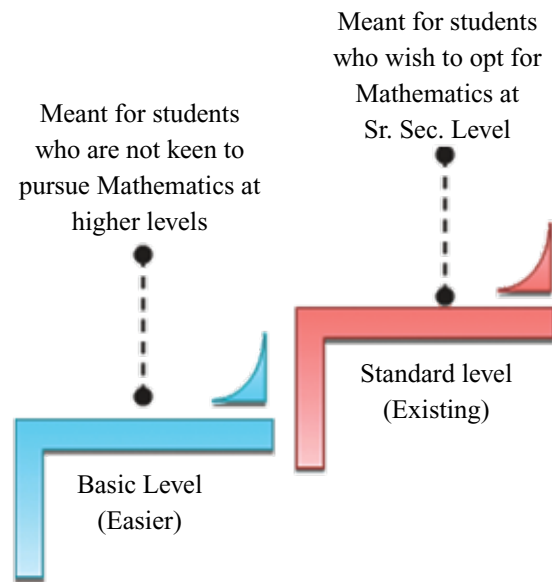 Meant for students
who wish to opt for
Mathematics at
Sr. Sec. Level
Meant for students
who are not keen to
pursue Mathematics at
higher levels
Standard level
(Existing)
Basic Level
(Easier)